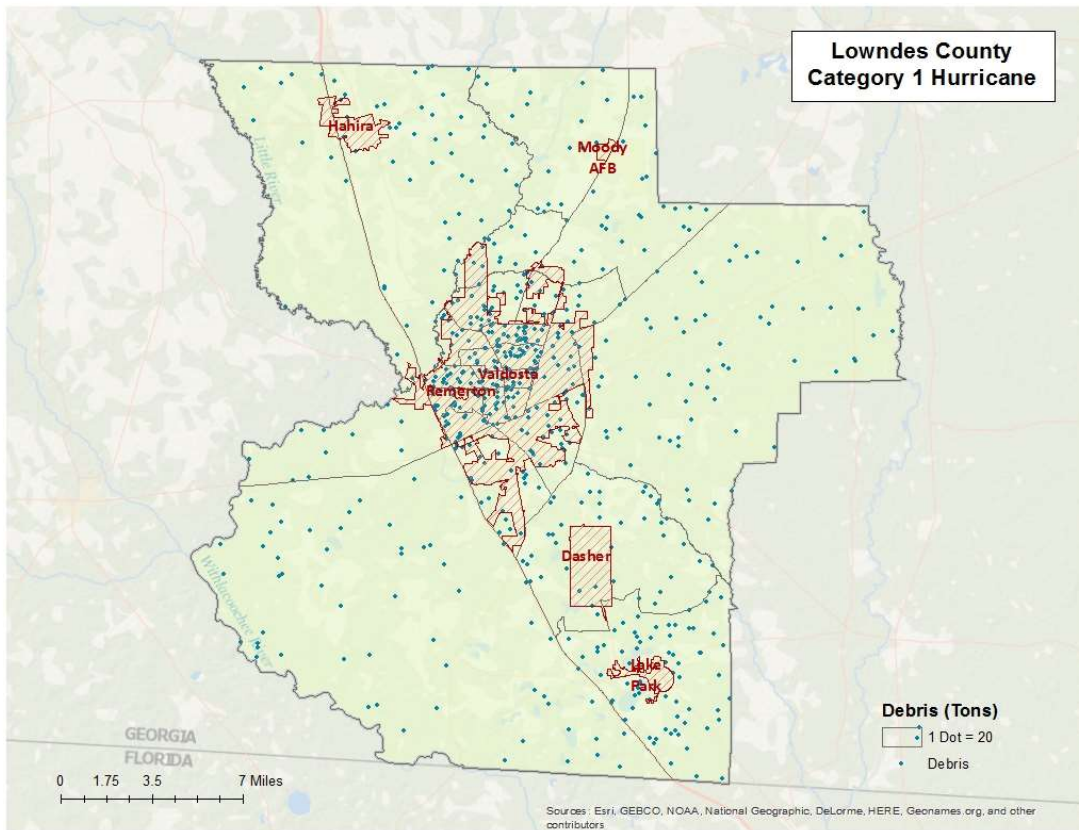 Lowndes County
Category 1 Hurricane
Hahira
Little River
Moody
AFB
Valdosta
Remerton
Dasher
Withlacoochee River
Lake
Park
Debris (Tons)
1 Dot = 20
Debris
GEORGIA
FLORIDA
0 1.75 3.5 7 Miles
Sources: Esri, GEBCO, NOAA, National Geographic, DeLorme, HERE, Geonames.org, and other
contributors